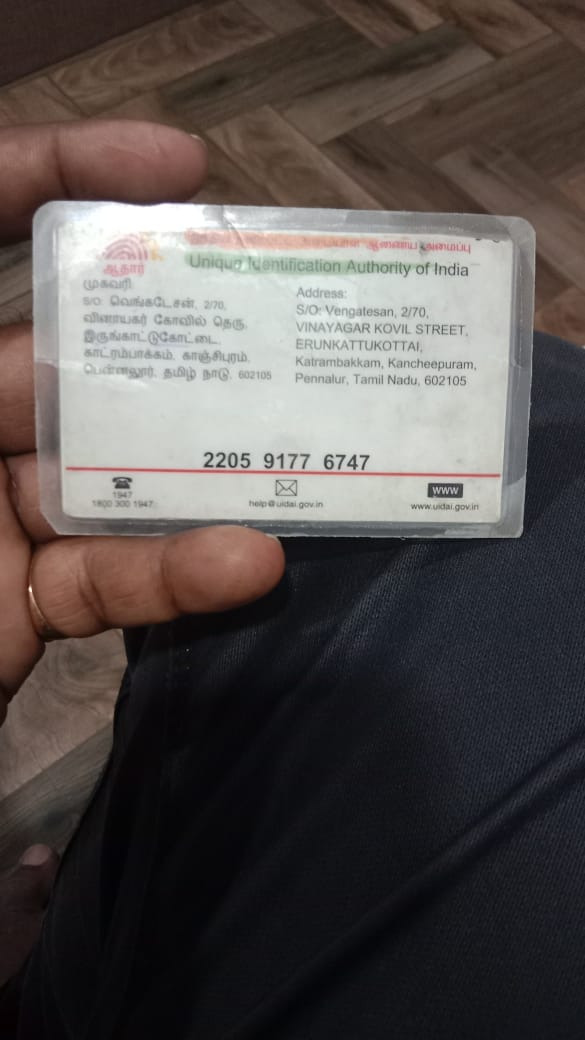 ஆணைய அமைப்பு
Unique Identification Authority of India
ஆதார்
முகவரி
S/O: வெங்கடேசன், 2/70,
விநாயகர் கோவில் தெரு,
இருங்காட்டுகோட்டை,
காட்ரம்பாக்கம், காஞ்சிபுரம்,
பென்னலூர், தமிழ் நாடு, 602105
Address:
S/O: Vengatesan, 2/70,
VINAYAGAR KOVIL STREET,
ERUNKATTUKOTTAI,
Katrambakkam, Kancheepuram,
Pennalur, Tamil Nadu, 602105
2205 9177 6747
1947
1800 300 1947
help@uidai.gov.in
WWW
www.uidai.gov.in